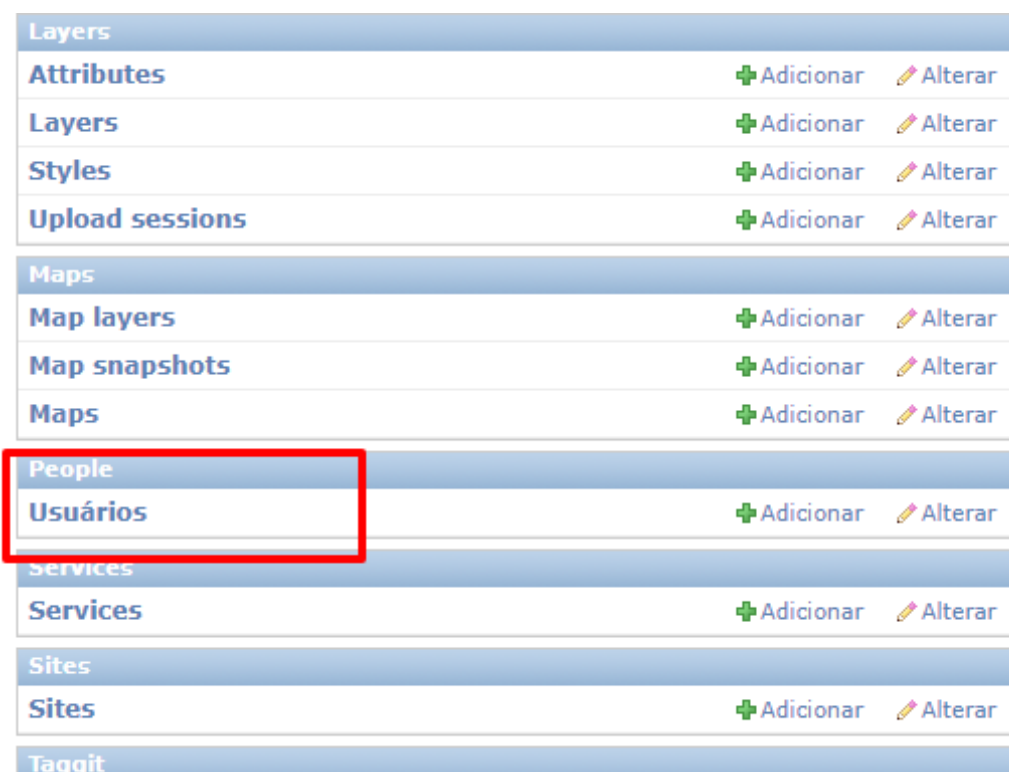 Layers
Attributes Adicionar Alterar
Layers Adicionar Alterar
Styles Adicionar Alterar
Upload sessions Adicionar Alterar
Maps
Map layers Adicionar Alterar
Map snapshots Adicionar Alterar
Maps Adicionar Alterar
People
Usuários Adicionar Alterar
Services
Services Adicionar Alterar
Sites
Sites Adicionar Alterar
Taggit